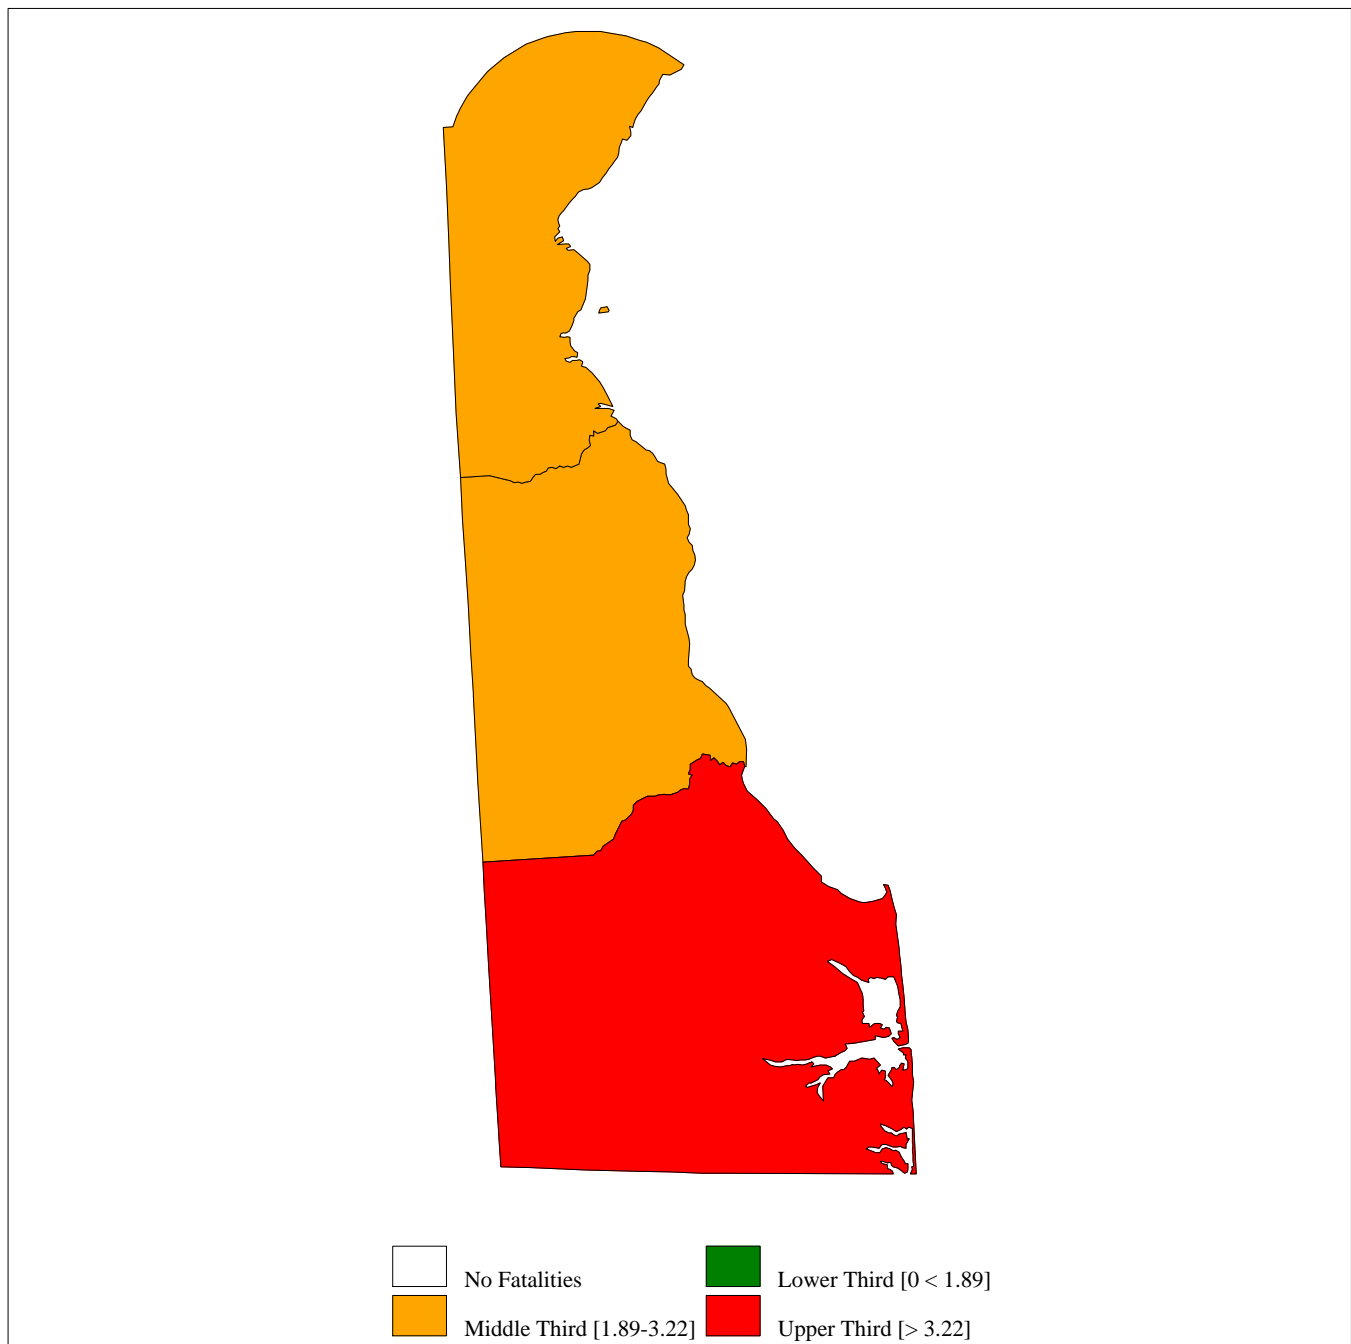 No Fatalities
Lower Third [0 < 1.89]
Middle Third [1.89-3.22]
Upper Third [> 3.22]